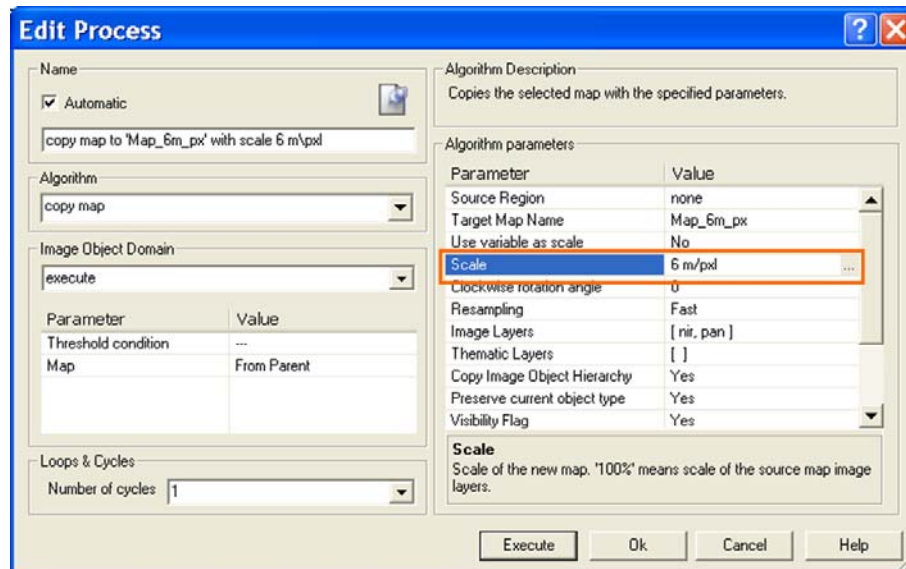 Edit Process
Name
Automatic
copy map to 'Map_6m_px' with scale 6 m\pxl
Algorithm
copy map
Image Object Domain
execute
Parameter Value
Threshold condition ---
Map From Parent
Loops & Cycles
Number of cycles 1
Algorithm Description
Copies the selected map with the specified parameters.
Algorithm parameters
Parameter Value
Source Region none
Target Map Name Map_6m_px
Use variable as scale No
Scale 6 m/pxl ...
Clockwise rotation angle 0
Resampling Fast
Image Layers [ nir, pan ]
Thematic Layers [ ]
Copy Image Object Hierarchy Yes
Preserve current object type Yes
Visibility Flag Yes
Scale
Scale of the new map. '100%' means scale of the source map image
layers.
Execute Ok Cancel Help